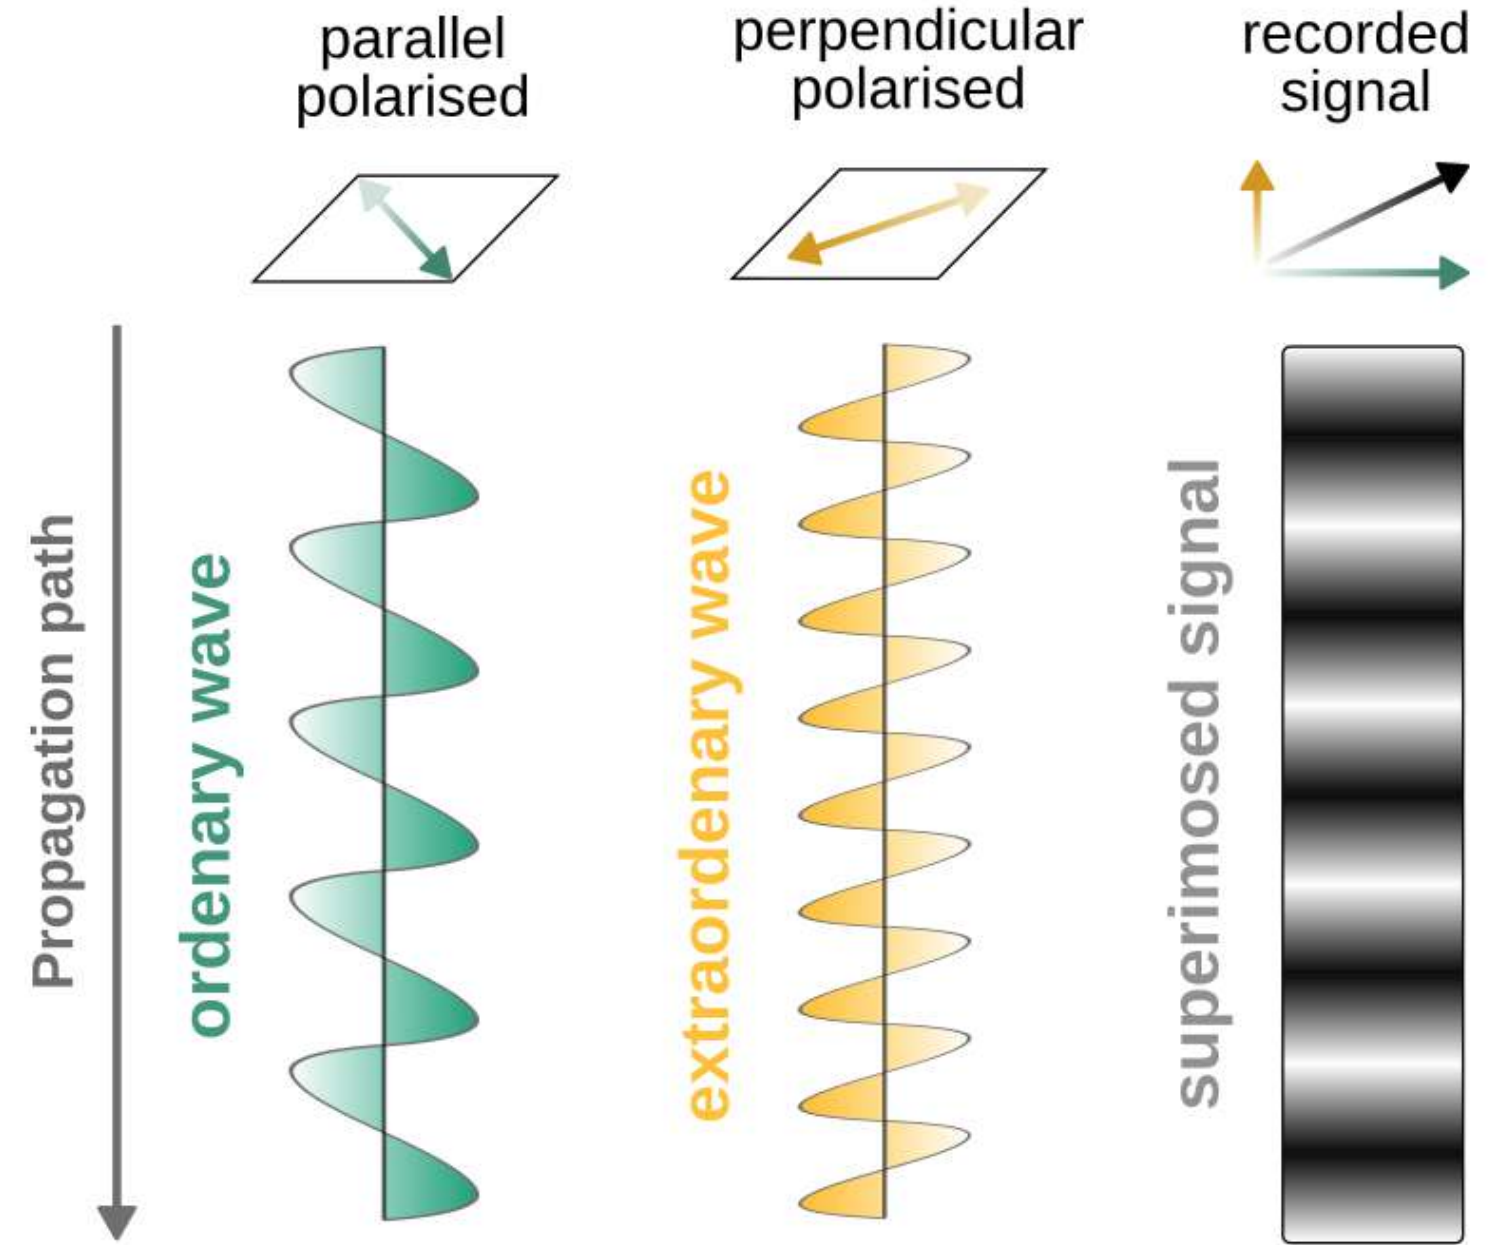 parallel
polarised
perpendicular
polarised
recorded
signal
Propagation path
ordenary wave
extraordenary wave
superimosed signal